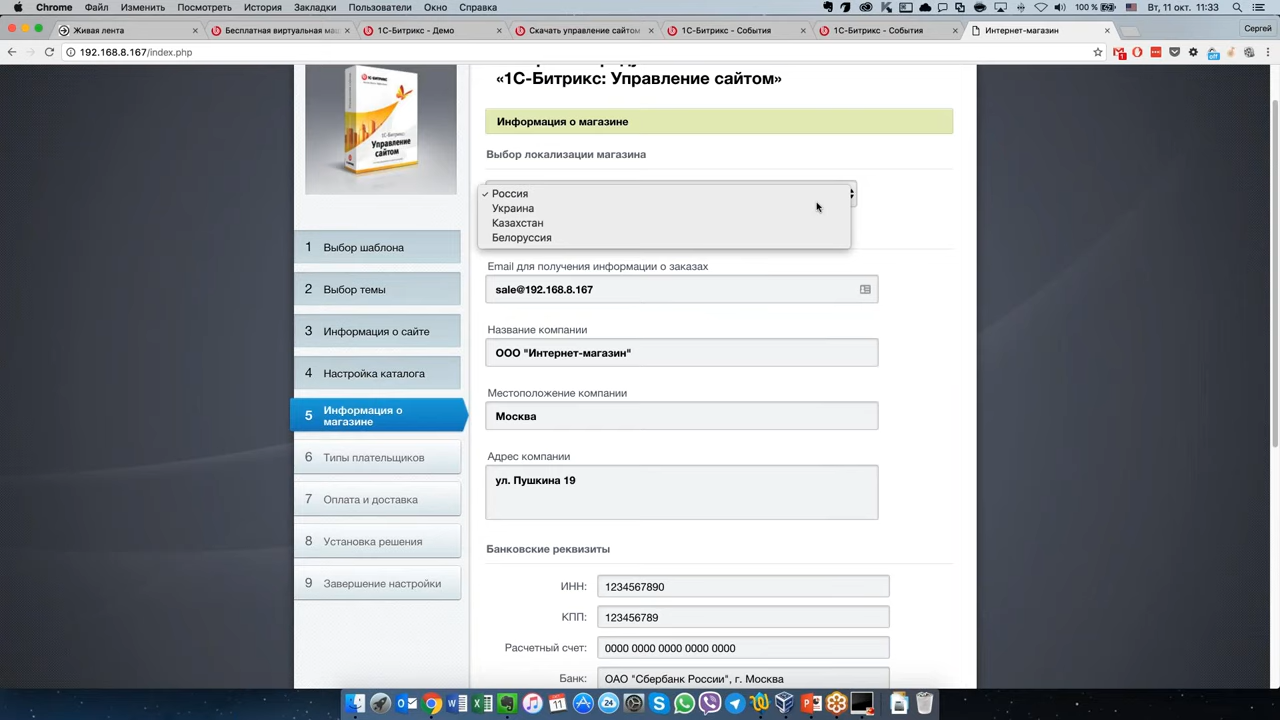 Chrome Файл Изменить Посмотреть История Закладки Пользователи Окно Справка 100 % Вт, 11 окт. 11:33
Живая лента
Бесплатная виртуальная маш
1С-Битрикс - Демо
Скачать управление сайтом
1С-Битрикс - События
1С-Битрикс - События
Интернет-магазин
Сергей
192.168.8.167/index.php
«1С-Битрикс: Управление сайтом»
1С-Битрикс
Управление
сайтом
Информация о магазине
Выбор локализации магазина
Россия
Украина
Казахстан
Белоруссия
1 Выбор шаблона
2 Выбор темы
3 Информация о сайте
4 Настройка каталога
5 Информация о
магазине
6 Типы плательщиков
7 Оплата и доставка
8 Установка решения
9 Завершение настройки
Email для получения информации о заказах
sale@192.168.8.167
Название компании
ООО "Интернет-магазин"
Местоположение компании
Москва
Адрес компании
ул. Пушкина 19
Банковские реквизиты
ИНН: 1234567890
КПП: 123456789
Расчетный счет: 0000 0000 0000 0000 0000
Банк: ОАО "Сбербанк России", г. Москва